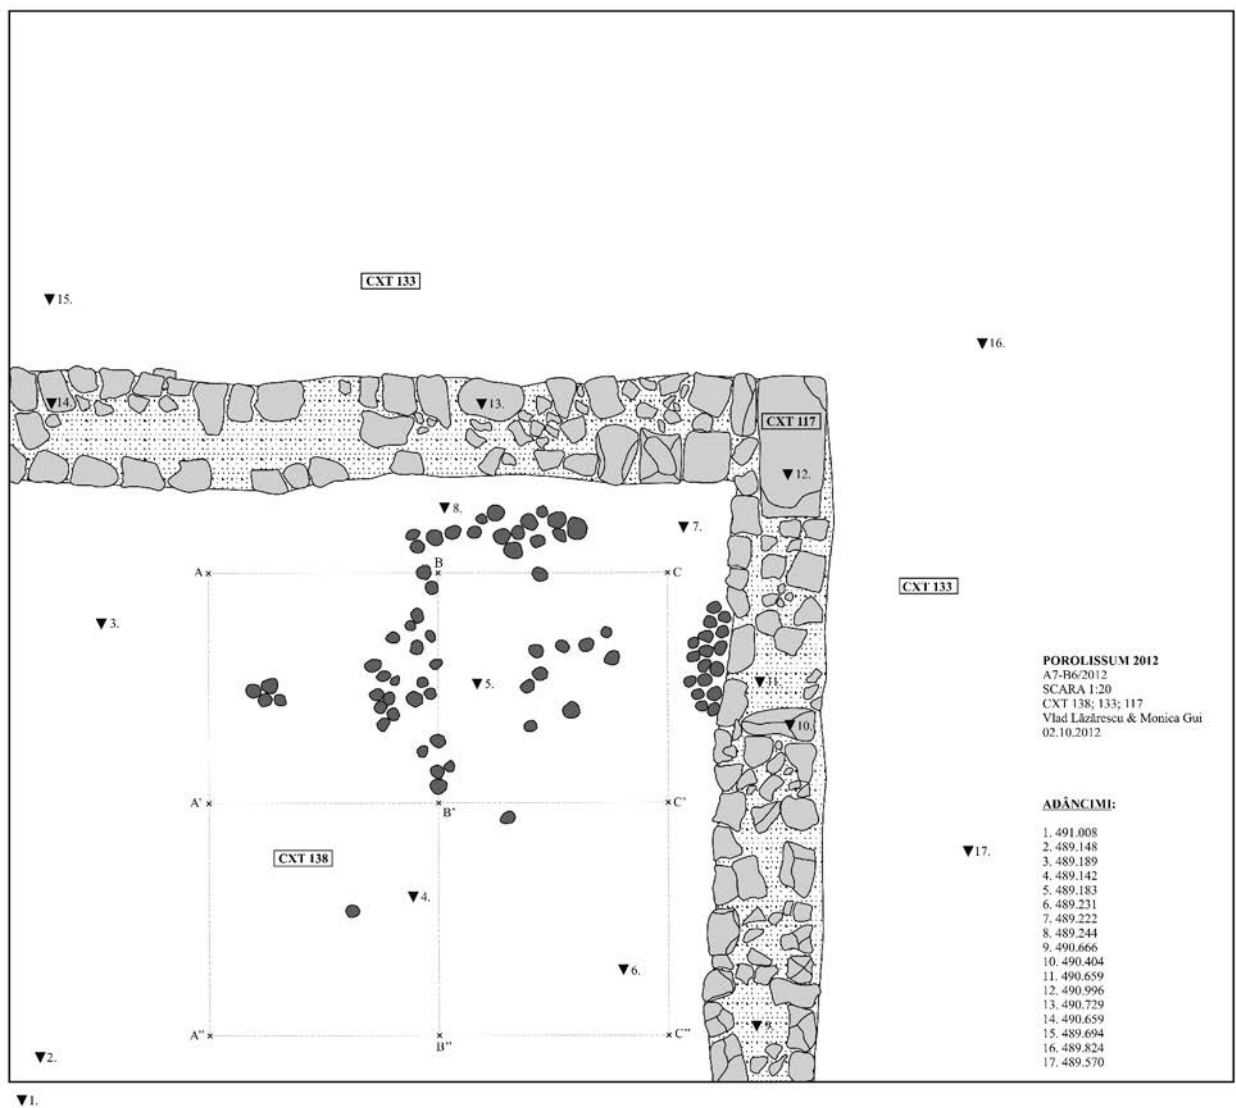 CXT 133
▼15.
▼16.
▼14.
▼13.
CXT 117
▼12.
▼8.
▼7.
A
B
C
CXT 133
▼3.
▼5.
▼11.
▼10.
POROLISSUM 2012
A7-B6/2012
SCARA 1:20
CXT 138; 133; 117
Vlad Lăzărescu & Monica Gui
02.10.2012
A'
B'
C'
ADÂNCIMI:
1. 491.008
2. 489.148
3. 489.189
4. 489.142
5. 489.183
6. 489.231
7. 489.222
8. 489.244
9. 490.666
10. 490.404
11. 490.659
12. 490.996
13. 490.729
14. 490.659
15. 489.694
16. 489.824
17. 489.570
CXT 138
▼17.
▼4.
▼6.
▼9.
A"
B"
C"
▼2.
▼1.